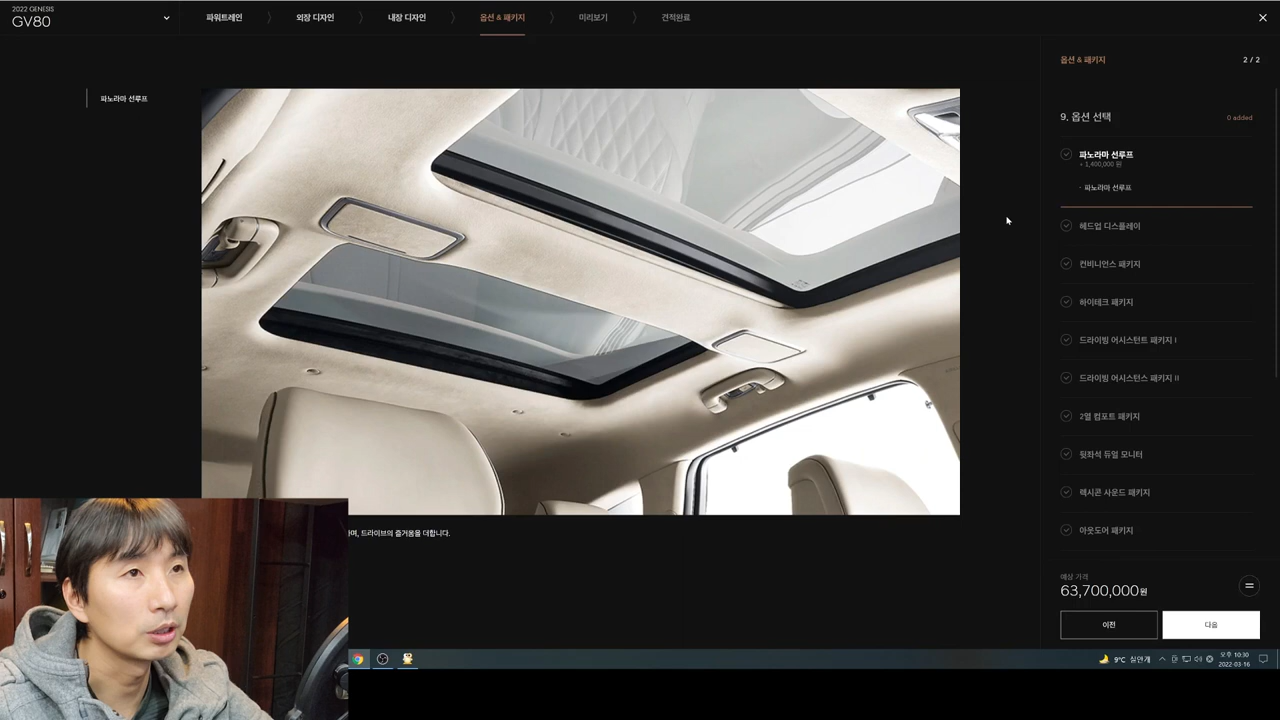 2022 GENESIS
GV80
파워트레인
외장 디자인
내장 디자인
옵션 & 패키지
미리보기
견적완료
파노라마 선루프
며, 드라이브의 즐거움을 더합니다.
옵션 & 패키지
2 / 2
9. 옵션 선택
0 added
파노라마 선루프
+ 1,400,000 원
· 파노라마 선루프
헤드업 디스플레이
컨비니언스 패키지
하이테크 패키지
드라이빙 어시스턴트 패키지 I
드라이빙 어시스턴스 패키지 II
2열 컴포트 패키지
뒷좌석 듀얼 모니터
렉시콘 사운드 패키지
아웃도어 패키지
예상 가격
63,700,000원
이전
다음
9°C 실안개
오후 10:30
2022-03-16